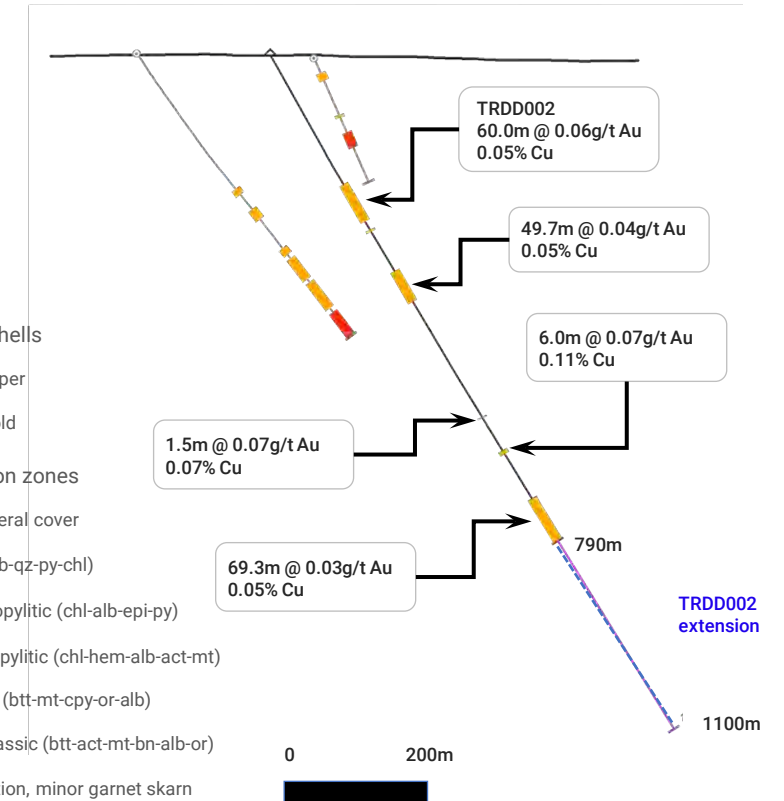 TRDD002
60.0m @ 0.06g/t Au
0.05% Cu
49.7m @ 0.04g/t Au
0.05% Cu
6.0m @ 0.07g/t Au
0.11% Cu
1.5m @ 0.07g/t Au
0.07% Cu
69.3m @ 0.03g/t Au
0.05% Cu
790m
TRDD002
extension
1100m
hells
per
old
on zones
eral cover
b-qz-py-chl)
opylitic (chl-alb-epi-py)
pylitic (chl-hem-alb-act-mt)
(btt-mt-cpy-or-alb)
assic (btt-act-mt-bn-alb-or)
tion, minor garnet skarn
0 200m